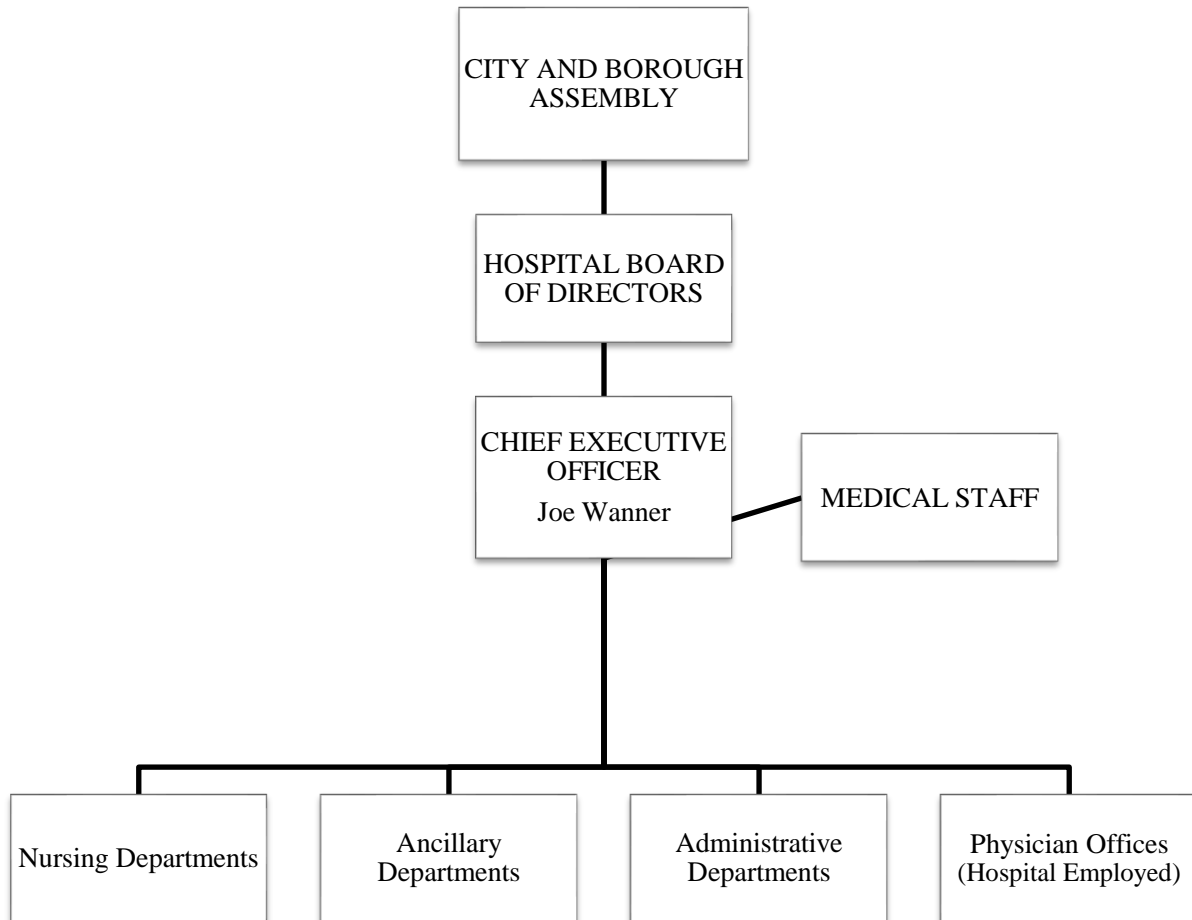 CITY AND BOROUGH
ASSEMBLY
HOSPITAL BOARD
OF DIRECTORS
CHIEF EXECUTIVE
OFFICER
Joe Wanner
MEDICAL STAFF
Nursing Departments
Ancillary
Departments
Administrative
Departments
Physician Offices
(Hospital Employed)